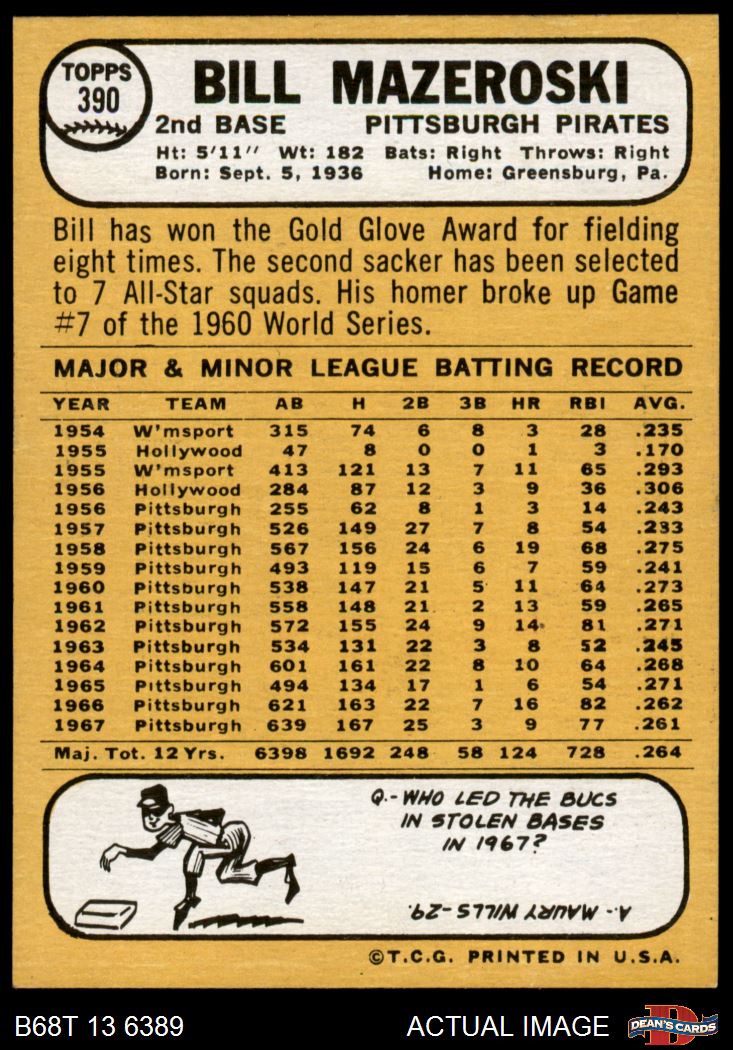 TOPPS
390
BILL MAZEROSKI
2nd BASE PITTSBURGH PIRATES
Ht: 5'11" Wt: 182 Bats: Right Throws: Right
Born: Sept. 5, 1936 Home: Greensburg, Pa.
Bill has won the Gold Glove Award for fielding
eight times. The second sacker has been selected
to 7 All-Star squads. His homer broke up Game
#7 of the 1960 World Series.
MAJOR & MINOR LEAGUE BATTING RECORD
YEAR TEAM AB H 2B 3B HR RBI AVG.
1954 W'msport 315 74 6 8 3 28 .235
1955 Hollywood 47 8 0 0 1 3 .170
1955 W'msport 413 121 13 7 11 65 .293
1956 Hollywood 284 87 12 3 9 36 .306
1956 Pittsburgh 255 62 8 1 3 14 .243
1957 Pittsburgh 526 149 27 7 8 54 .233
1958 Pittsburgh 567 156 24 6 19 68 .275
1959 Pittsburgh 493 119 15 6 7 59 .241
1960 Pittsburgh 538 147 21 5 11 64 .273
1961 Pittsburgh 558 148 21 2 13 59 .265
1962 Pittsburgh 572 155 24 9 14 81 .271
1963 Pittsburgh 534 131 22 3 8 52 .245
1964 Pittsburgh 601 161 22 8 10 64 .268
1965 Pittsburgh 494 134 17 1 6 54 .271
1966 Pittsburgh 621 163 22 7 16 82 .262
1967 Pittsburgh 639 167 25 3 9 77 .261
Maj. Tot. 12 Yrs. 6398 1692 248 58 124 728 .264
Q.-WHO LED THE BUCS
IN STOLEN BASES
IN 1967?
A.-MAURY WILLS-29.
©T.C.G. PRINTED IN U.S.A.
B68T 13 6389 ACTUAL IMAGE
D
DEAN'S CARDS